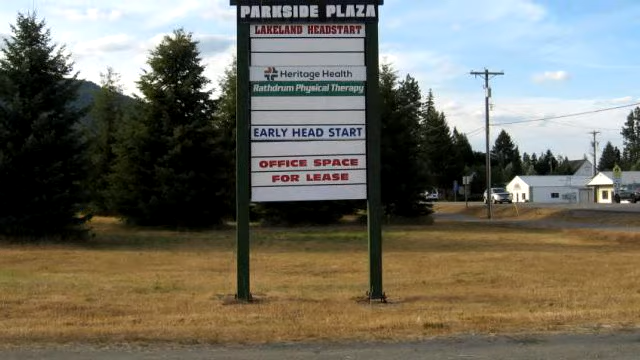 PARKSIDE PLAZA
LAKELAND HEADSTART
Heritage Health
Rathdrum Physical Therapy
EARLY HEAD START
OFFICE SPACE
FOR LEASE